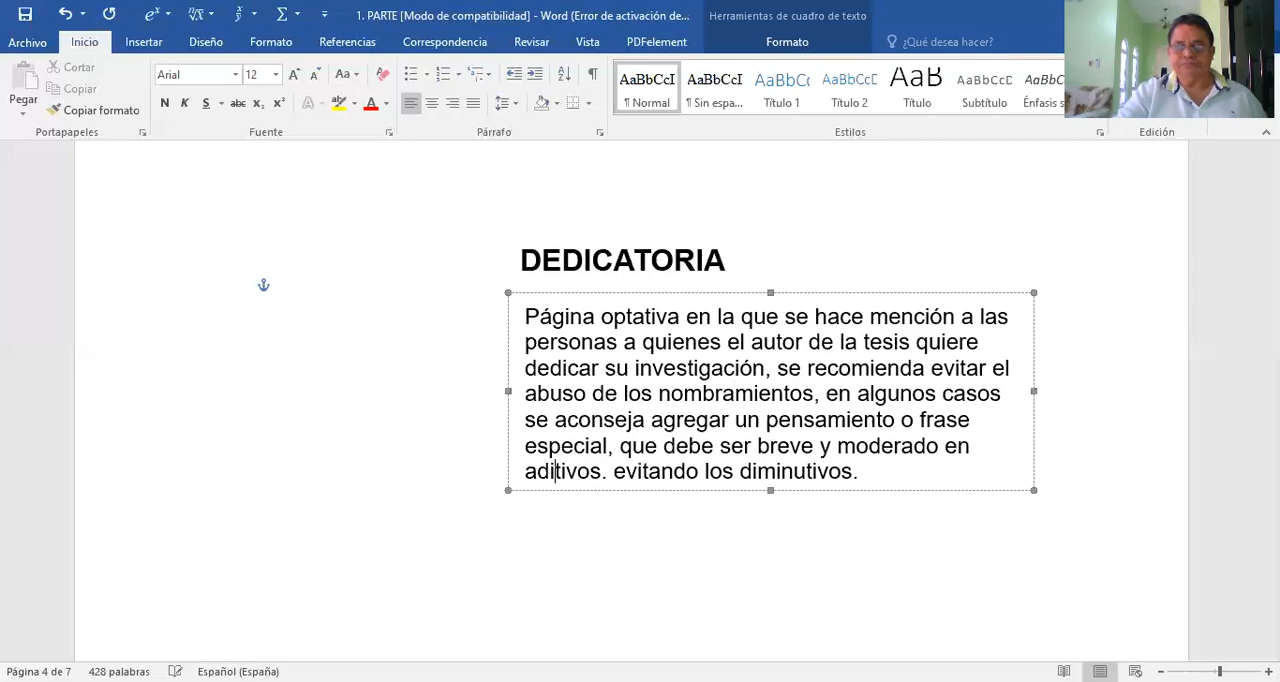 1. PARTE [Modo de compatibilidad] - Word (Error de activación de...
Herramientas de cuadro de texto
Archivo
Inicio
Insertar
Diseño
Formato
Referencias
Correspondencia
Revisar
Vista
PDFelement
Formato
¿Qué desea hacer?
Pegar
Cortar
Copiar
Copiar formato
Portapapeles
Arial
12
Fuente
Párrafo
AaBbCcI
¶ Normal
AaBbCcI
¶ Sin espa...
AaBbCc
Título 1
AaBbCc
Título 2
AaB
Título
AaBbCcD
Subtítulo
AaBbCc
Énfasis s
Estilos
Edición
DEDICATORIA
Página optativa en la que se hace mención a las
personas a quienes el autor de la tesis quiere
dedicar su investigación, se recomienda evitar el
abuso de los nombramientos, en algunos casos
se aconseja agregar un pensamiento o frase
especial, que debe ser breve y moderado en
aditivos. evitando los diminutivos.
Página 4 de 7
428 palabras
Español (España)